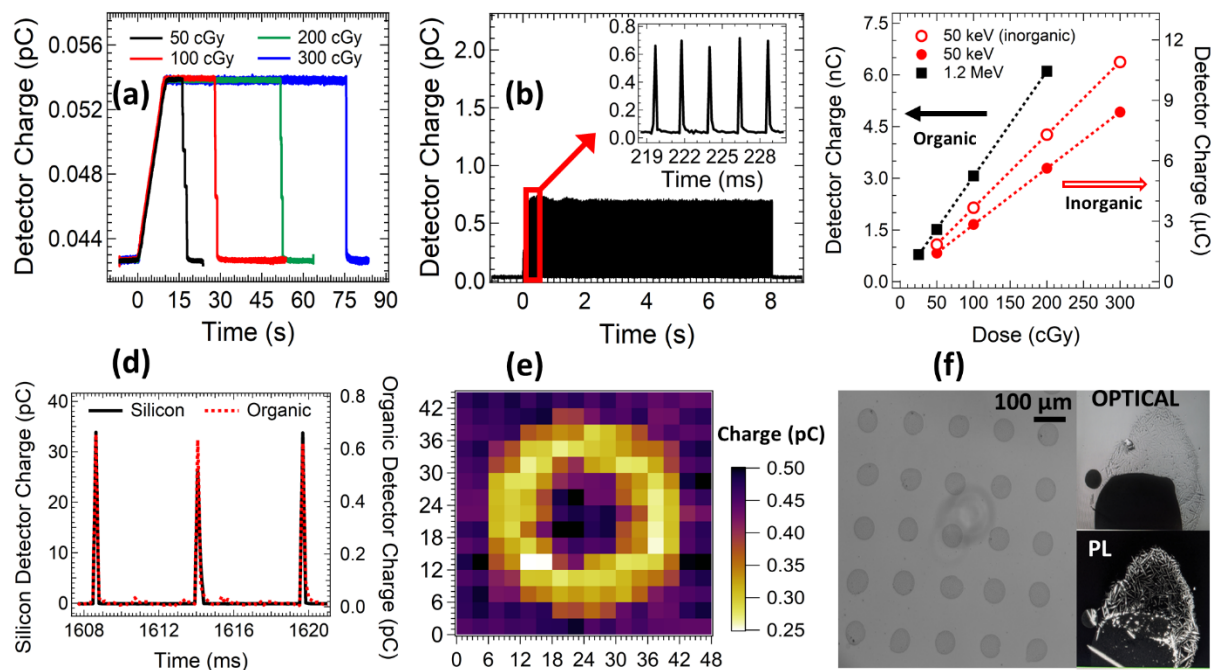 (a)
50 cGy
200 cGy
100 cGy
300 cGy
Detector Charge (pC)
0.056
0.052
0.048
0.044
0
15
30
45
60
75
90
Time (s)
(b)
Detector Charge (pC)
2.0
1.5
1.0
0.5
0.0
0
2
4
6
8
Time (s)
0.8
0.6
0.4
0.2
0.0
219
222
225
228
Time (ms)
Detector Charge (nC)
7.5
6.0
4.5
3.0
1.5
0.0
50 keV (inorganic)
50 keV
1.2 MeV
Organic
Inorganic
12
9
6
3
0
Detector Charge (μC)
0
50
100
150
200
250
300
Dose (cGy)
(d)
Silicon Detector Charge (pC)
40
30
20
10
0
Silicon
Organic
0.8
0.6
0.4
0.2
0.0
Organic Detector Charge (pC)
1608
1612
1616
1620
Time (ms)
(e)
45
40
35
30
25
20
15
12
9
6
3
0
0
6
12
18
24
30
36
42
48
Charge (pC)
0.50
0.45
0.40
0.35
0.30
0.25
(f)
100 µm
OPTICAL
PL